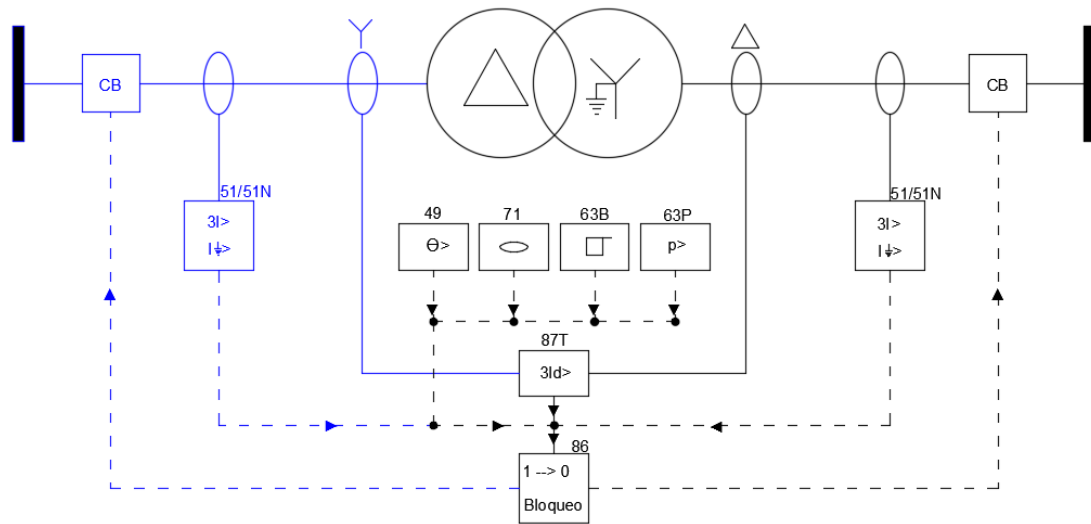 CB
CB
51/51N
3I>
I⏚>
49
Θ>
71
63B
63P
p>
51/51N
3I>
I⏚>
87T
3Id>
86
1 --> 0
Bloqueo